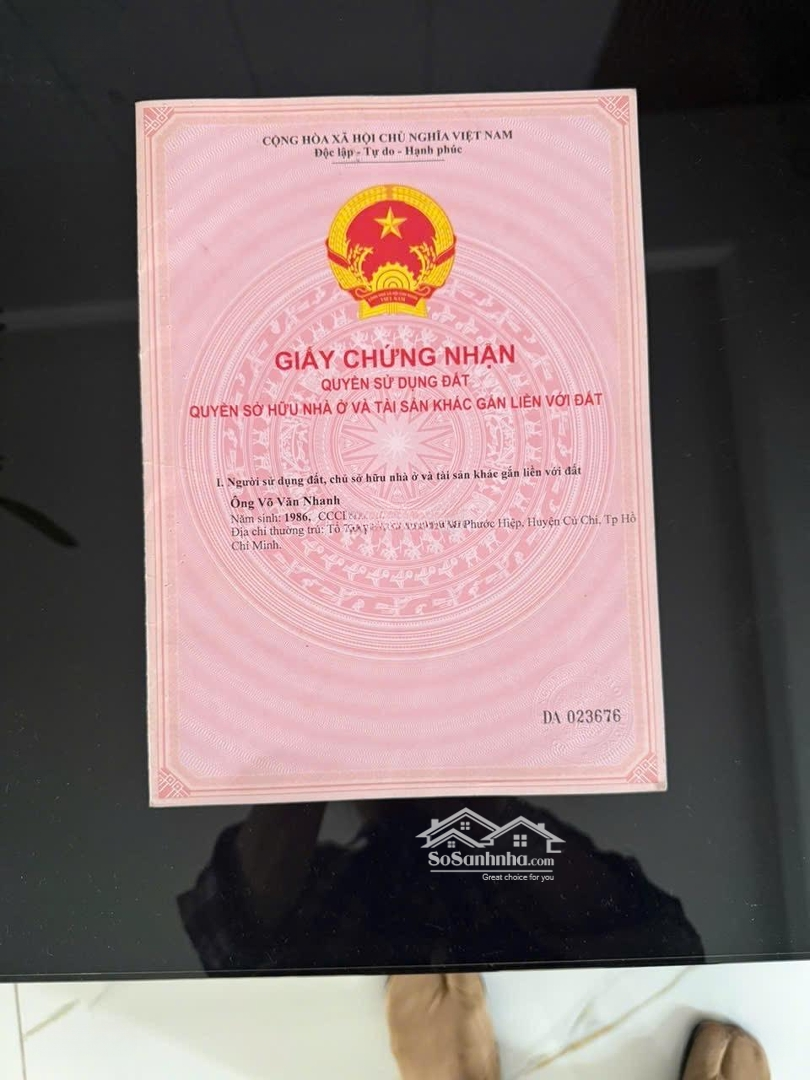 CỘNG HÒA XÃ HỘI CHỦ NGHĨA VIỆT NAM
Độc lập - Tự do - Hạnh phúc
GIẤY CHỨNG NHẬN
QUYỀN SỬ DỤNG ĐẤT
QUYỀN SỞ HỮU NHÀ Ở VÀ TÀI SẢN KHÁC GẮN LIỀN VỚI ĐẤT
I. Người sử dụng đất, chủ sở hữu nhà ở và tài sản khác gắn liền với đất
Ông Võ Văn Nhanh
Năm sinh: 1986, CCCD
Địa chỉ thường trú: Tổ Phước Hiệp, Huyện Củ Chi, Tp Hồ
Chí Minh.
DA 023676
SoSanhnha.com
Great choice for you